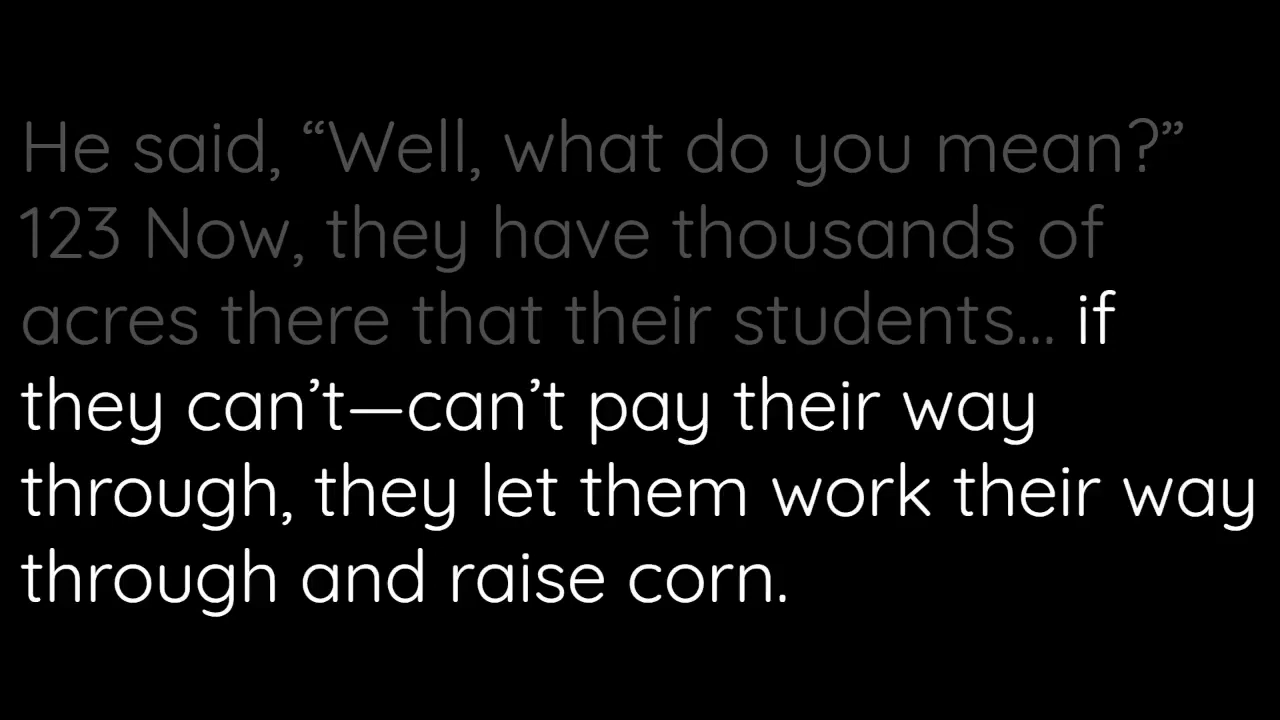 He said, “Well, what do you mean?”
123 Now, they have thousands of
acres there that their students... if
they can’t—can’t pay their way
through, they let them work their way
through and raise corn.